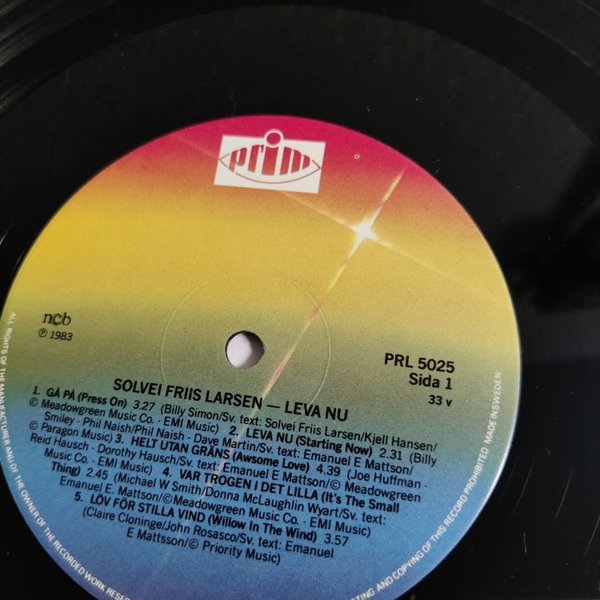 prim
ncb
℗ 1983
PRL 5025
Sida 1
33 v
SOLVEI FRIIS LARSEN — LEVA NU
1. GÅ PÅ (Press On) 3.27 (Billy Simon/Sv. text: Solvei Friis Larsen/Kjell Hansen/
© Meadowgreen Music Co. - EMI Music) 2. LEVA NU (Starting Now) 2.31 (Billy
Smiley - Phil Naish/Phil Naish - Dave Martin/Sv. text: Emanuel E Mattson/
© Paragon Music) 3. HELT UTAN GRÄNS (Awsome Love) 4.39 (Joe Huffman -
Reid Hausch - Dorothy Hausch/Sv. text: Emanuel E Mattson/© Meadowgreen
Music Co. - EMI Music) 4. VAR TROGEN I DET LILLA (It's The Small
Thing) 2.45 (Michael W Smith/Donna McLaughlin Wyart/Sv. text:
Emanuel E. Mattson/©Meadowgreen Music Co. - EMI Music)
5. LÖV FÖR STILLA VIND (Willow In The Wind) 3.57
(Claire Cloninge/John Rosasco/Sv. text: Emanuel
E Mattsson/© Priority Music)
ALL RIGHTS OF THE MANUFACTURER AND OF THE OWNER OF THE RECORDED WORK RESER
TING AND COPYING OF THIS RECORD PROHIBITED MADE IN SWEDEN